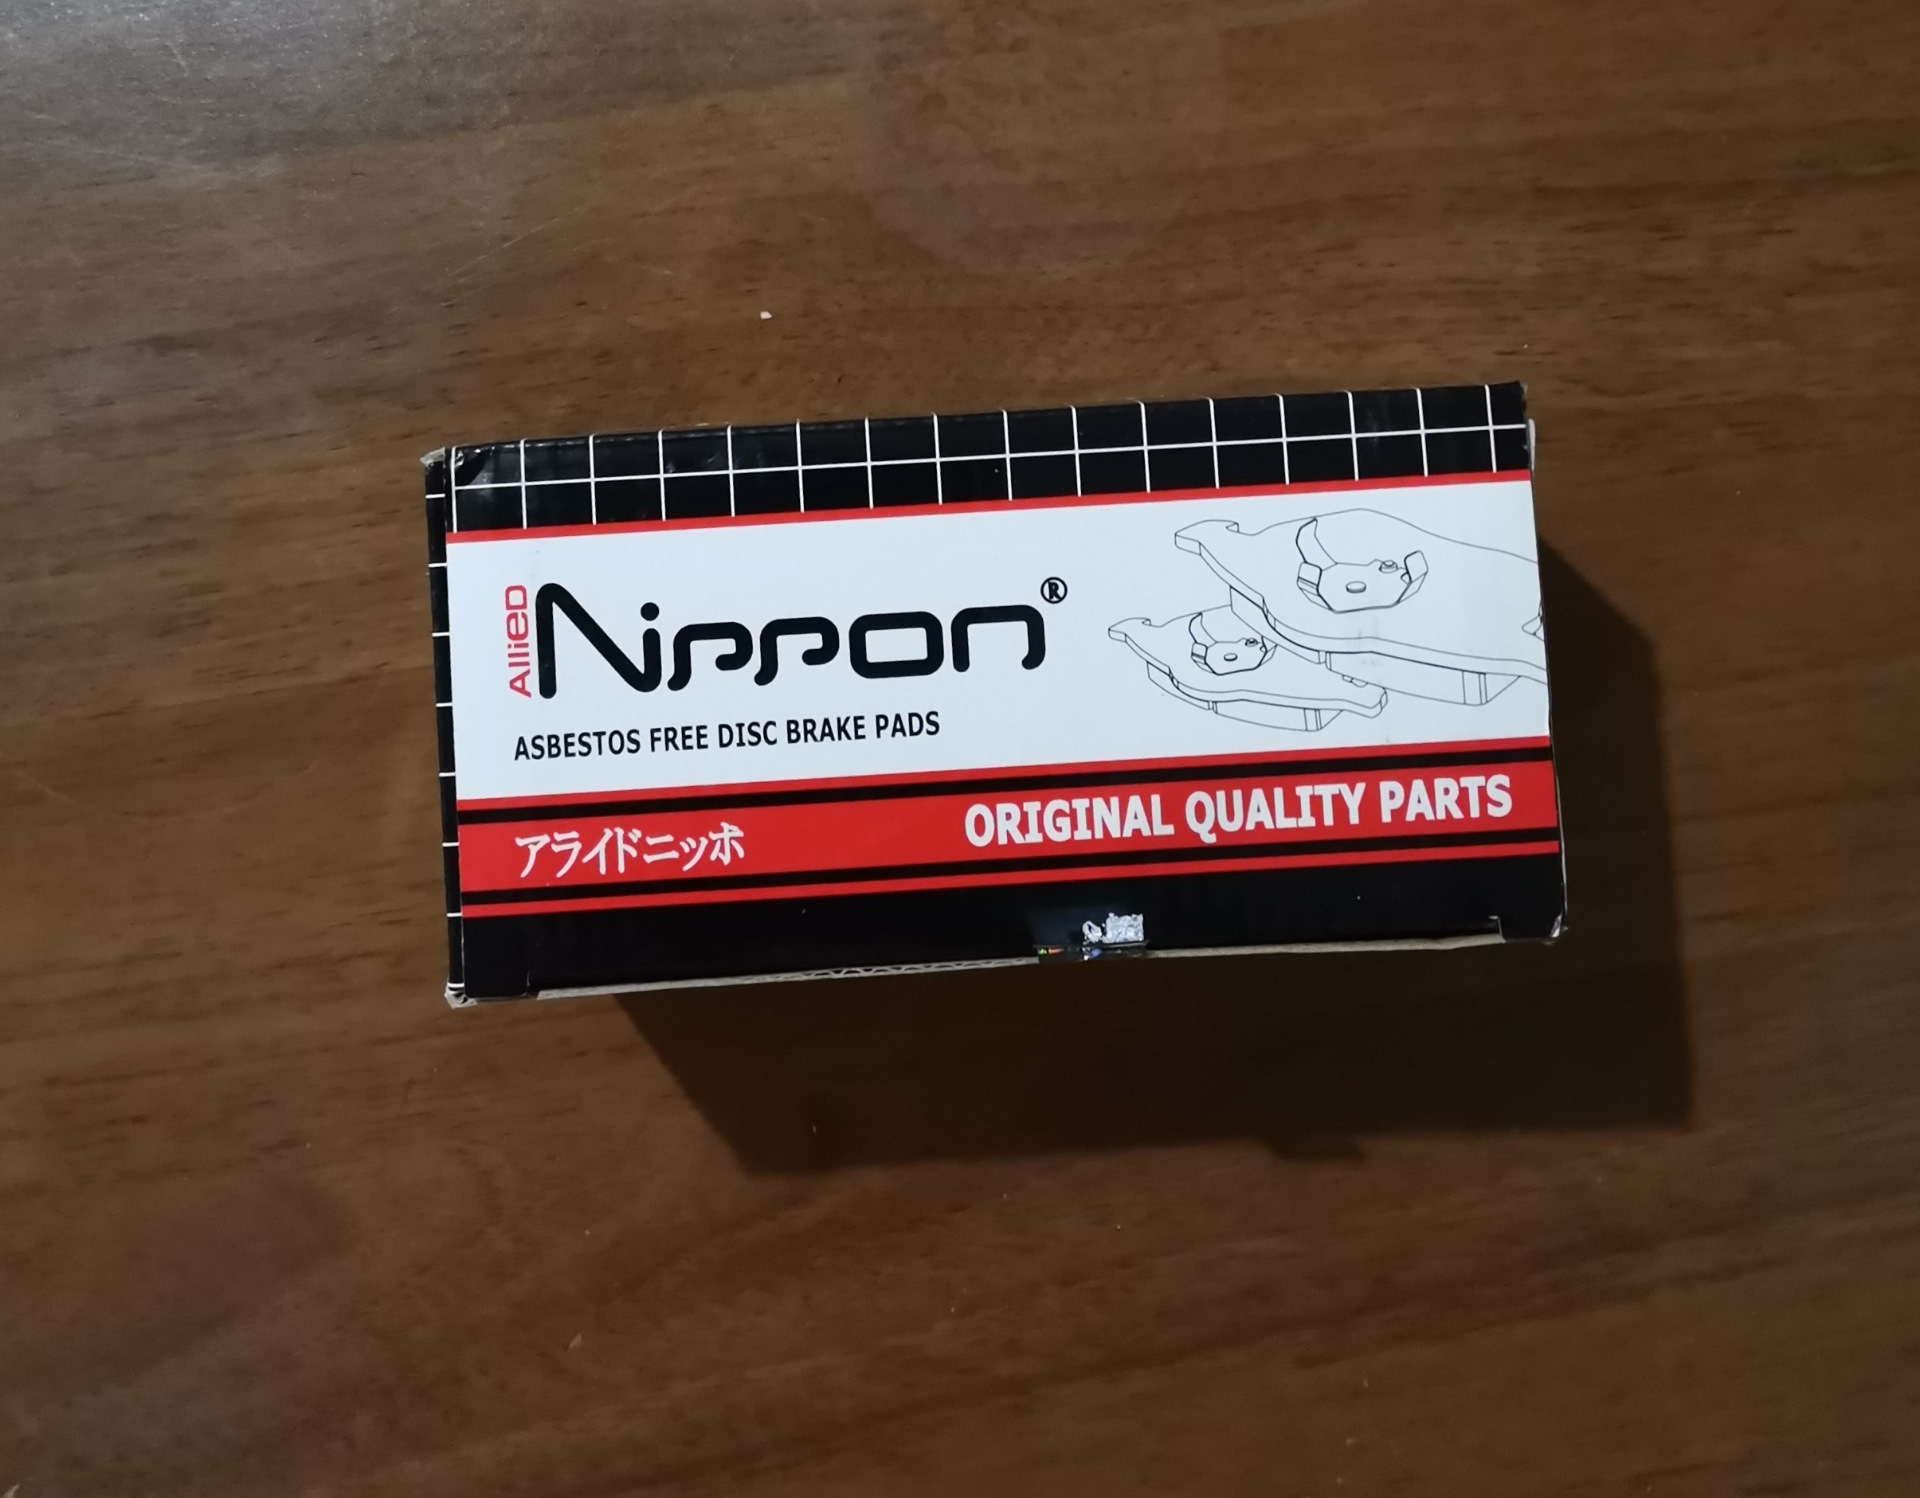 Allied
Nippon®
ASBESTOS FREE DISC BRAKE PADS
アライドニッポ
ORIGINAL QUALITY PARTS